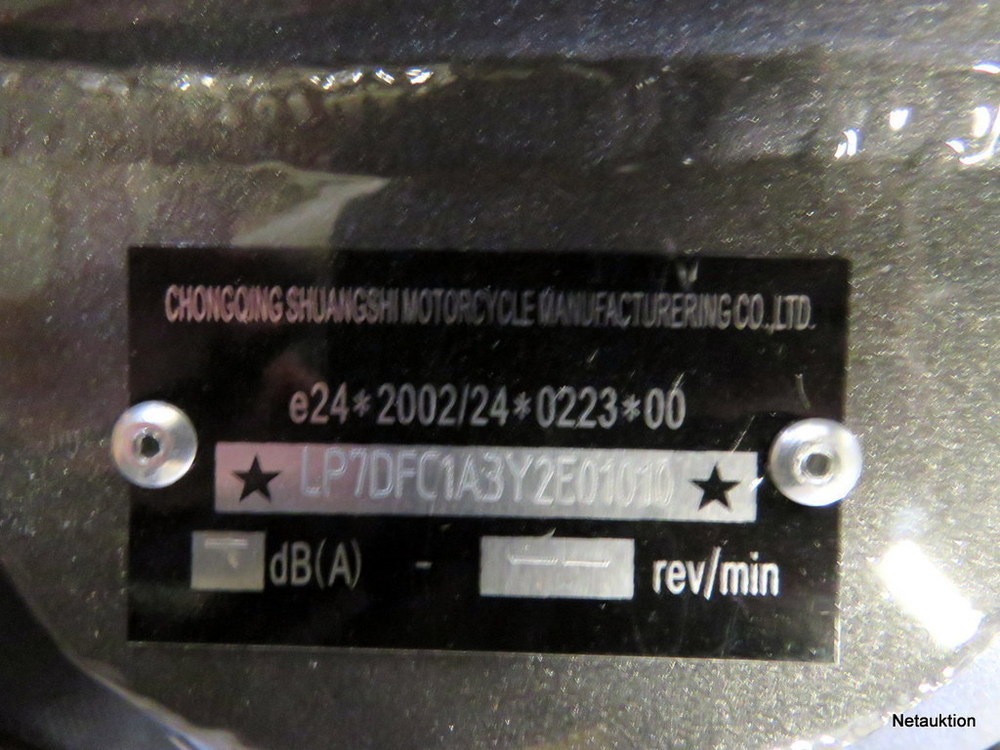 CHONGQING SHUANGSHI MOTORCYCLE MANUFACTURERING CO.,LTD.
e24*2002/24*0223*00
★ LP7DFC1A3Y2E01010 ★
-- dB(A) - -- rev/min
Netauktion